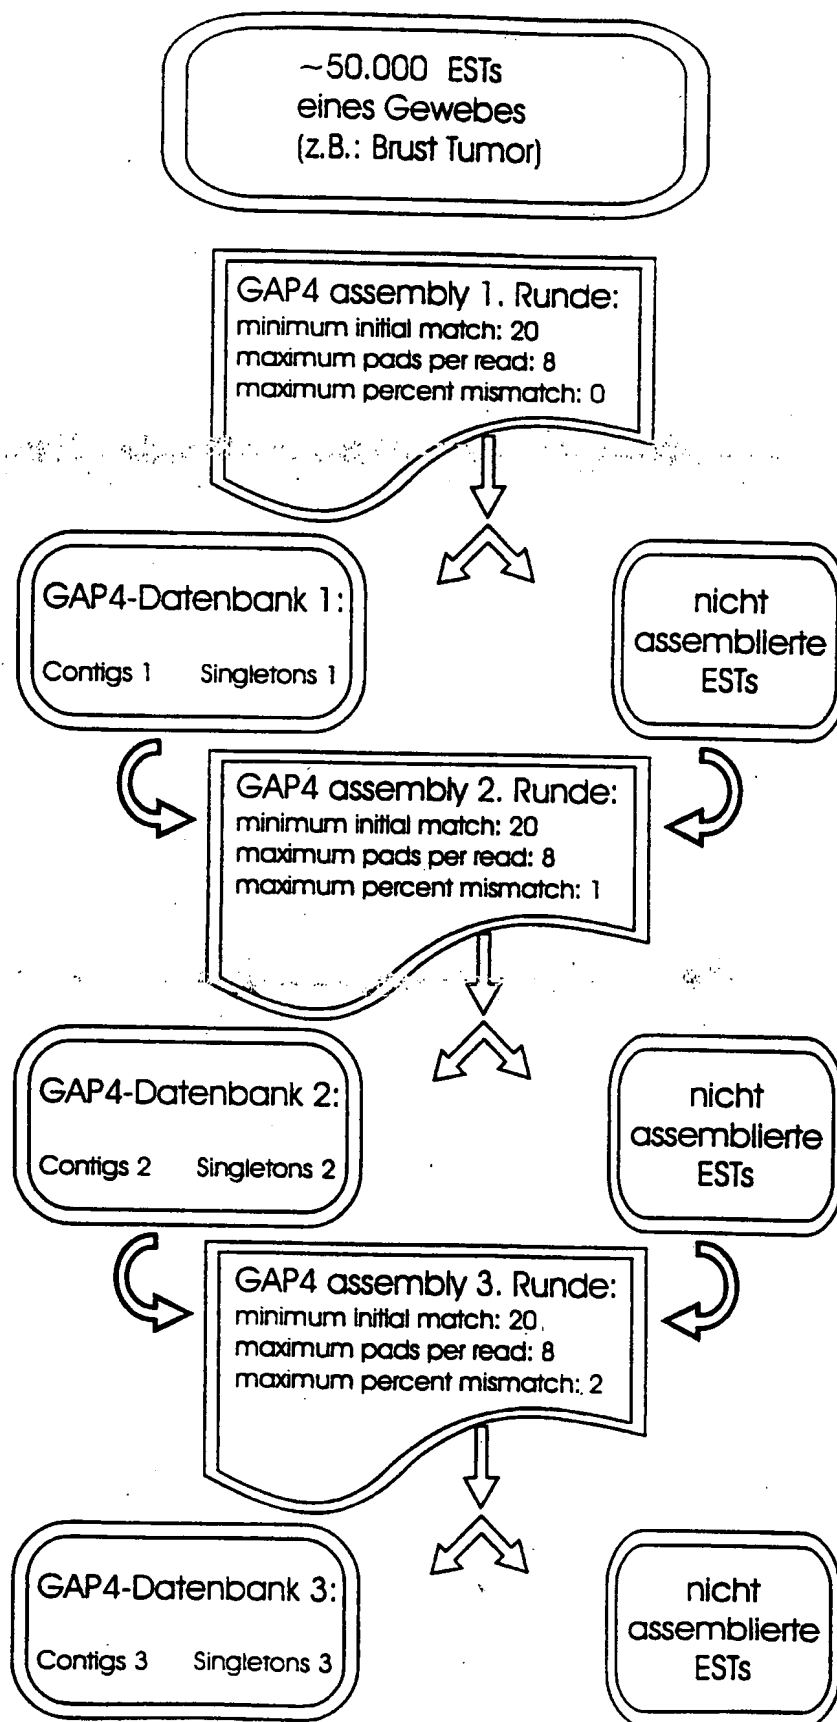 ~50.000 ESTs
eines Gewebes
(z.B.: Brust Tumor)
GAP4 assembly 1. Runde:
minimum initial match: 20
maximum pads per read: 8
maximum percent mismatch: 0
GAP4-Datenbank 1:
Contigs 1 Singletons 1
nicht
assemblierte
ESTs
GAP4 assembly 2. Runde:
minimum initial match: 20
maximum pads per read: 8
maximum percent mismatch: 1
GAP4-Datenbank 2:
Contigs 2 Singletons 2
nicht
assemblierte
ESTs
GAP4 assembly 3. Runde:
minimum initial match: 20
maximum pads per read: 8
maximum percent mismatch: 2
GAP4-Datenbank 3:
Contigs 3 Singletons 3
nicht
assemblierte
ESTs